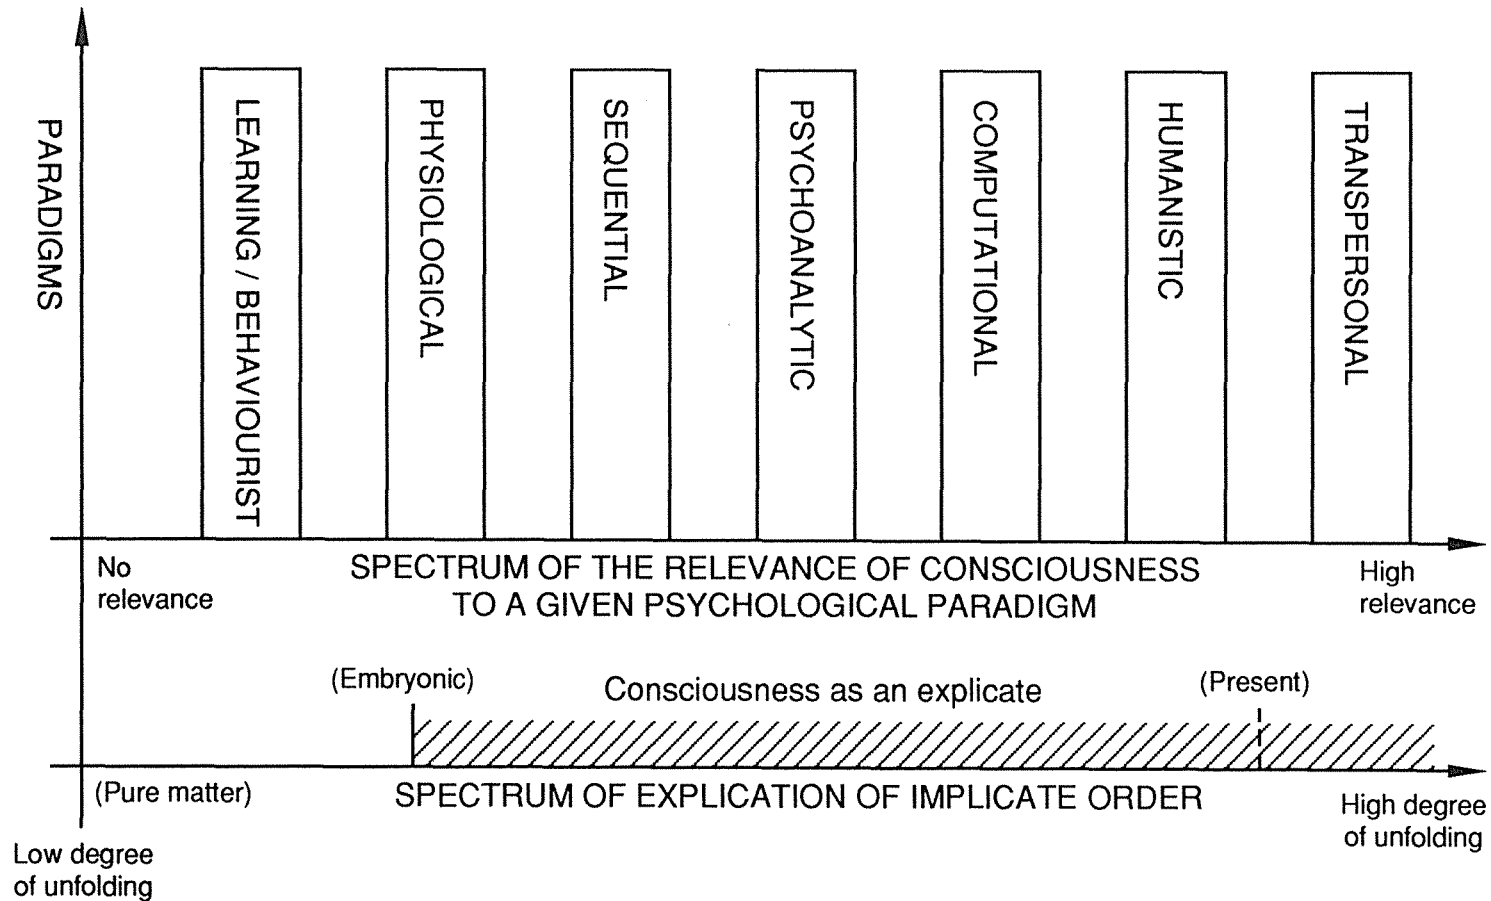 PARADIGMS
LEARNING / BEHAVIOURIST
PHYSIOLOGICAL
SEQUENTIAL
PSYCHOANALYTIC
COMPUTATIONAL
HUMANISTIC
TRANSPERSONAL
No
relevance
SPECTRUM OF THE RELEVANCE OF CONSCIOUSNESS
TO A GIVEN PSYCHOLOGICAL PARADIGM
High
relevance
(Embryonic)
Consciousness as an explicate
(Present)
(Pure matter)
SPECTRUM OF EXPLICATION OF IMPLICATE ORDER
High degree
of unfolding
Low degree
of unfolding